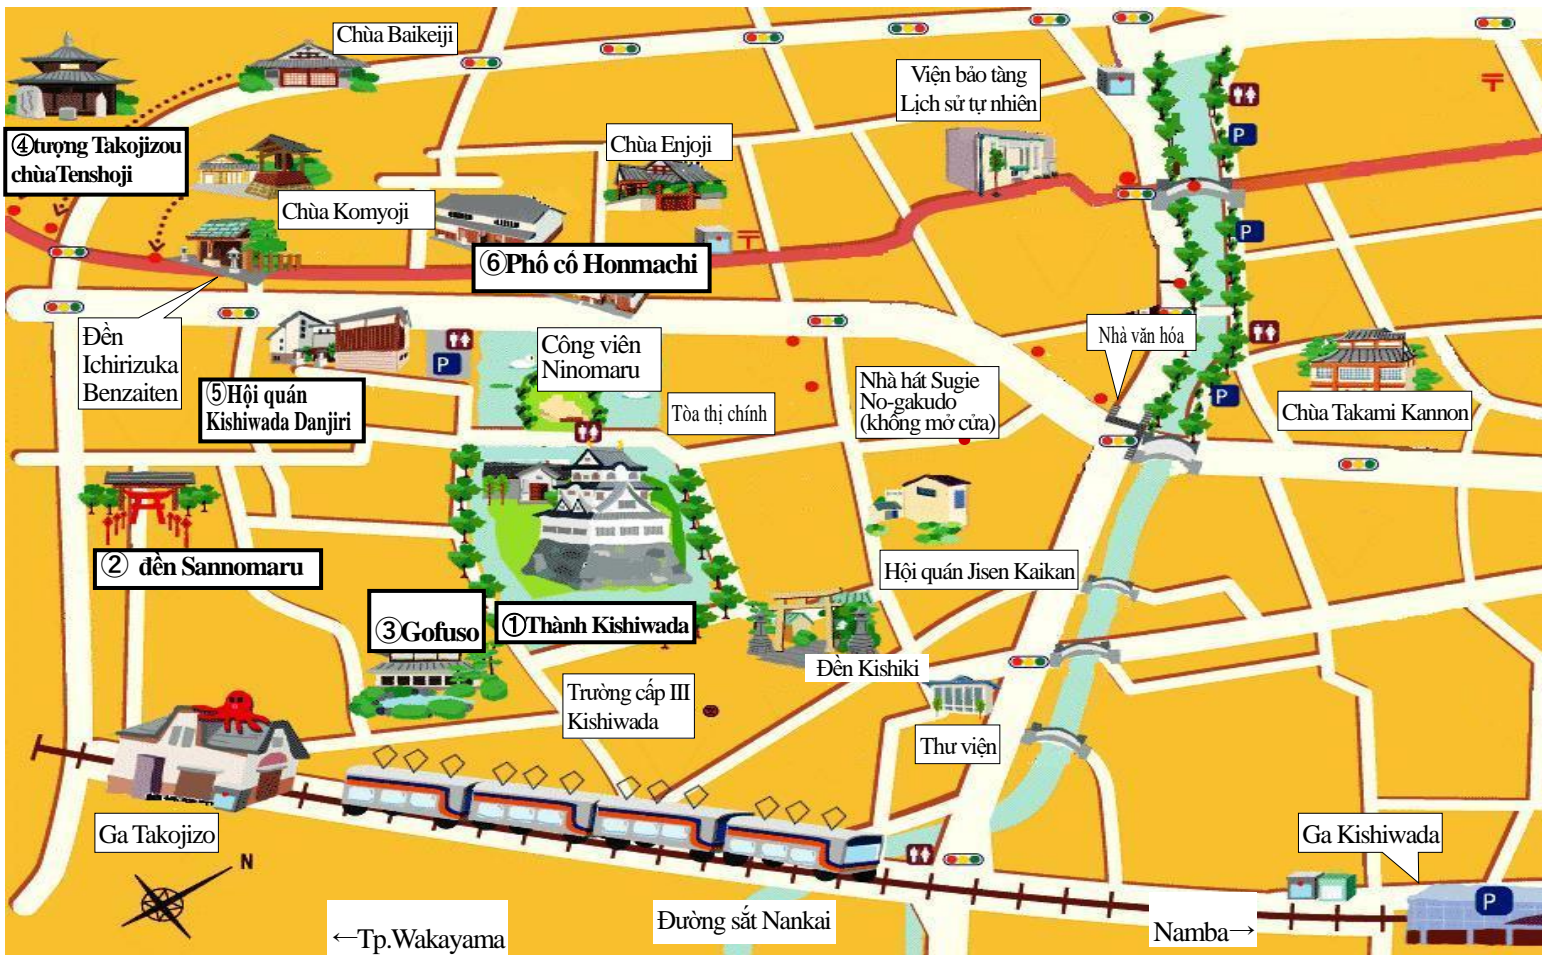 Chùa Baikeiji
Viện bảo tàng
Lịch sử tự nhiên
④tượng Takojizou
chùaTenshoji
Chùa Enjoji
P
Chùa Komyoji
P
⑥Phố cổ Honmachi
Đền
Ichirizuka
Benzaiten
Công viên
Ninomaru
Nhà văn hóa
P
⑤Hội quán
Kishiwada Danjiri
Tòa thị chính
Nhà hát Sugie
No-gakudo
(không mở cửa)
P
Chùa Takami Kannon
② đền Sannomaru
Hội quán Jisen Kaikan
③Gofuso
①Thành Kishiwada
Đền Kishiki
Trường cấp III
Kishiwada
Thư viện
Ga Takojizo
Ga Kishiwada
N
P
←Tp.Wakayama
Đường sắt Nankai
Namba→